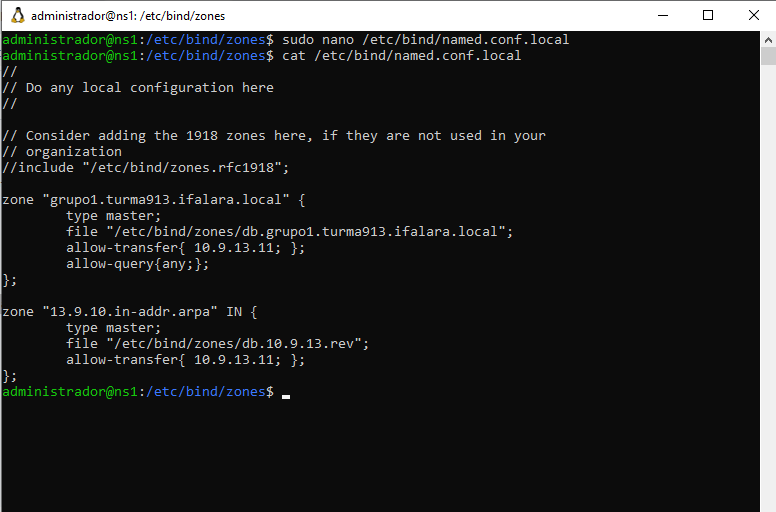 administrador@ns1: /etc/bind/zones
administrador@ns1:/etc/bind/zones$ sudo nano /etc/bind/named.conf.local
administrador@ns1:/etc/bind/zones$ cat /etc/bind/named.conf.local
//
// Do any local configuration here
//

// Consider adding the 1918 zones here, if they are not used in your
// organization
//include "/etc/bind/zones.rfc1918";

zone "grupo1.turma913.ifalara.local" {
        type master;
        file "/etc/bind/zones/db.grupo1.turma913.ifalara.local";
        allow-transfer{ 10.9.13.11; };
        allow-query{any;};
};

zone "13.9.10.in-addr.arpa" IN {
        type master;
        file "/etc/bind/zones/db.10.9.13.rev";
        allow-transfer{ 10.9.13.11; };
};
administrador@ns1:/etc/bind/zones$